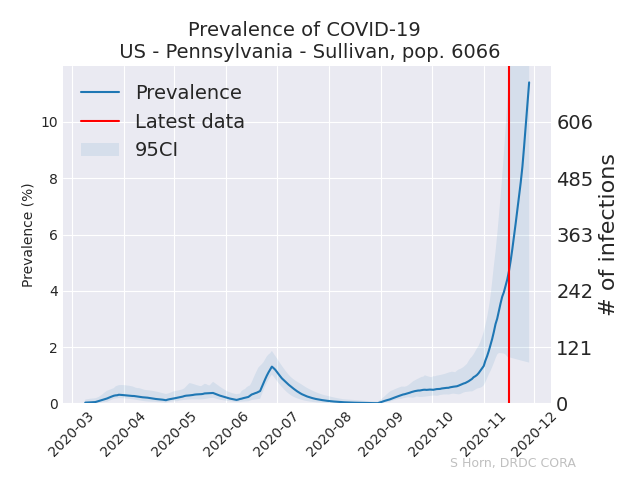 Prevalence of COVID-19
US - Pennsylvania - Sullivan, pop. 6066
Prevalence
Latest data
95CI
Prevalence (%)
10
8
6
4
2
0
606
485
363
242
121
0
# of infections
2020-03
2020-04
2020-05
2020-06
2020-07
2020-08
2020-09
2020-10
2020-11
2020-12
S Horn, DRDC CORA